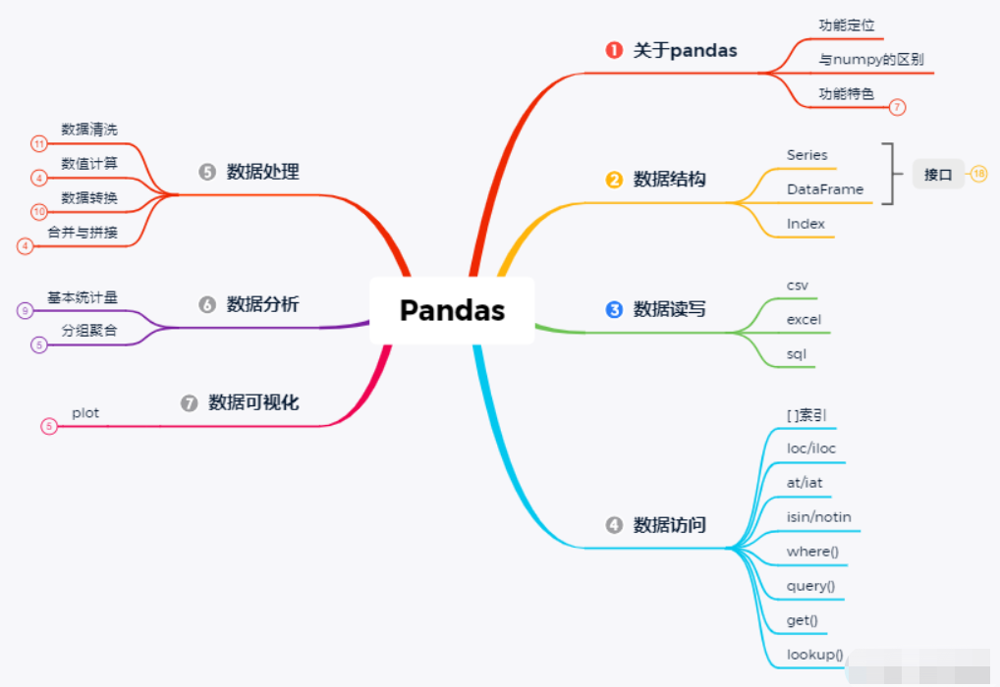 Pandas
❶ 关于pandas
功能定位
与numpy的区别
功能特色 ⑦
❷ 数据结构
Series
DataFrame
Index
接口 ⑱
❸ 数据读写
csv
excel
sql
❹ 数据访问
[ ]索引
loc/iloc
at/iat
isin/notin
where()
query()
get()
lookup()
❺ 数据处理
数据清洗 ⑪
数值计算 ④
数据转换 ⑩
合并与拼接 ④
❻ 数据分析
基本统计量 ⑨
分组聚合 ⑤
❼ 数据可视化
plot ⑤